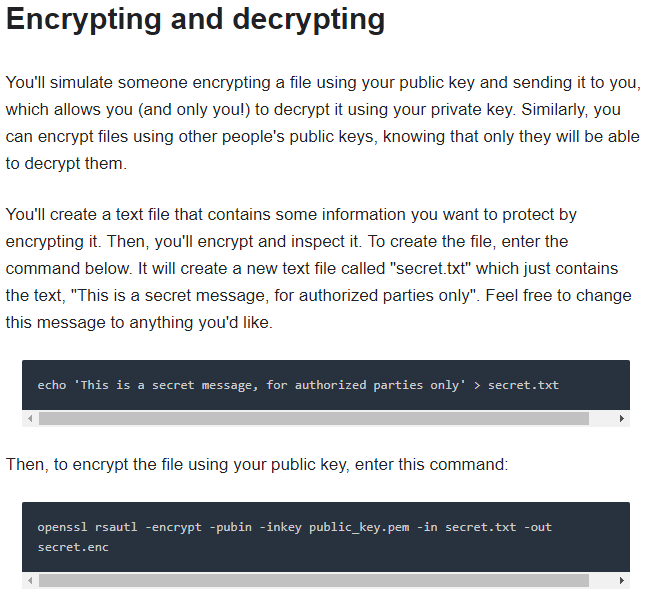 Encrypting and decrypting
You'll simulate someone encrypting a file using your public key and sending it to you,
which allows you (and only you!) to decrypt it using your private key. Similarly, you
can encrypt files using other people's public keys, knowing that only they will be able
to decrypt them.
You'll create a text file that contains some information you want to protect by
encrypting it. Then, you'll encrypt and inspect it. To create the file, enter the
command below. It will create a new text file called "secret.txt" which just contains
the text, "This is a secret message, for authorized parties only". Feel free to change
this message to anything you'd like.
echo 'This is a secret message, for authorized parties only' > secret.txt
Then, to encrypt the file using your public key, enter this command:
openssl rsautl -encrypt -pubin -inkey public_key.pem -in secret.txt -out
secret.enc